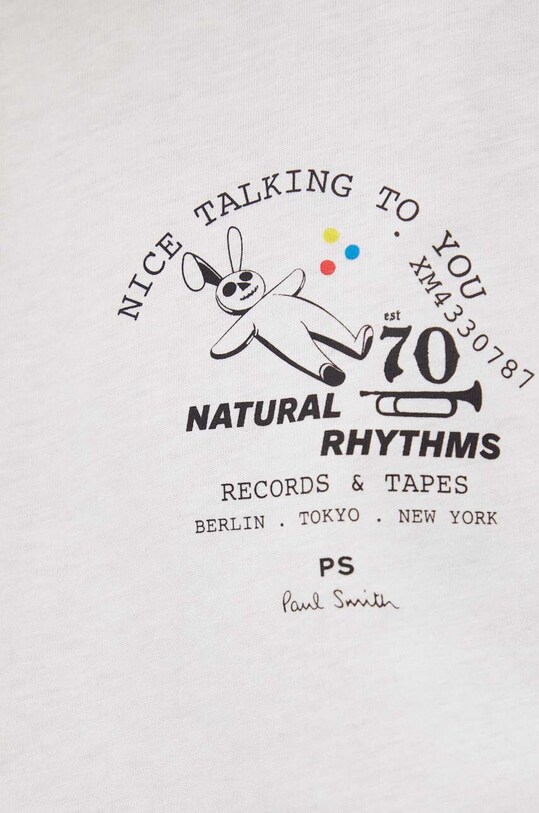 NICE TALKING TO YOU
. XM4330787
est
70
NATURAL
RHYTHMS
RECORDS & TAPES
BERLIN . TOKYO . NEW YORK
PS
Paul Smith